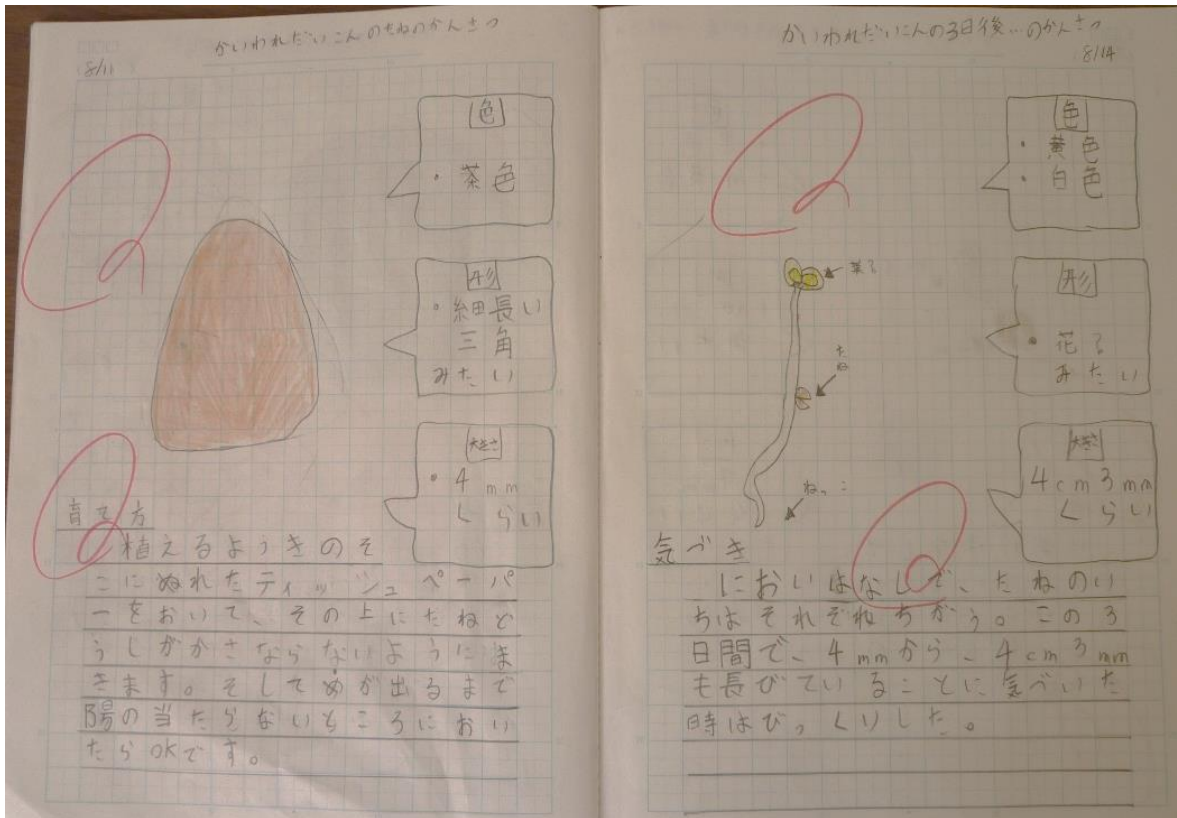 かいわれだいこんのたねのかんさつ
8/11
色
・茶色
形
・細長い
三角
みたい
大きさ
・4mm
くらい
育て方
植えるようきのそ
こにぬれたティッシュペーパ
ーをおいて、その上にたねど
うしがかさならないようにま
きます。そしてめが出るまで
陽の当たらないところにおい
たらOKです。
かいわれだいこんの3日後…のかんさつ
8/14
色
・黄色
・白色
形
・花る
みたい
大きさ
4cm3mm
くらい
葉る
たね
ねっこ
気づき
においはなしで、たねのい
ちはそれぞれちがう。この3
日間で、4mmから、4cm3mm
も長びていることに気づいた
時はびっくりした。